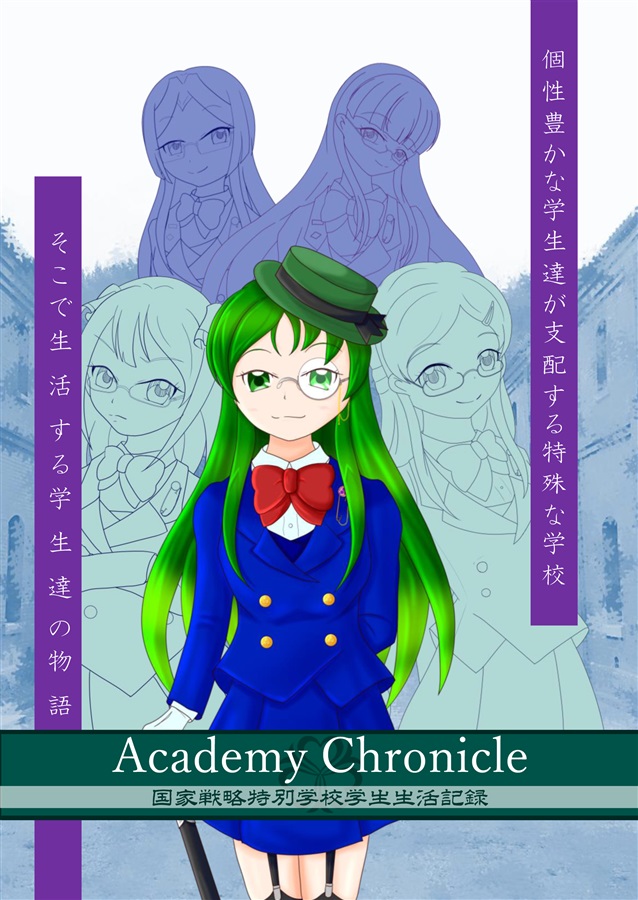 個性豊かな学生達が支配する特殊な学校
そこで生活する学生達の物語
Academy Chronicle
国家戦略特別学校学生生活記録